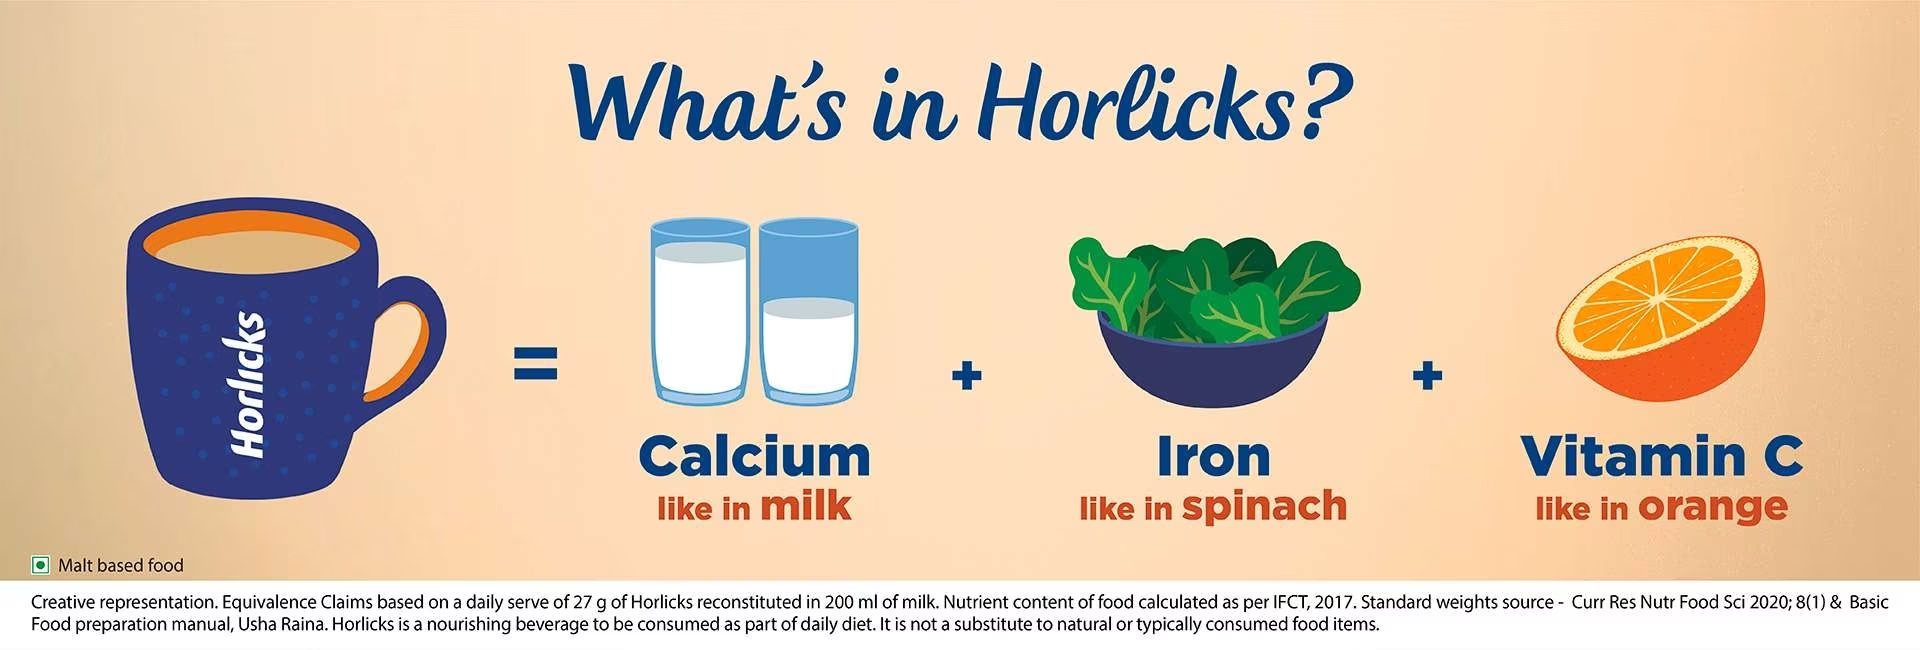 What's in Horlicks?
Horlicks
=
+
+
Calcium
like in milk
Iron
like in spinach
Vitamin C
like in orange
Malt based food
Creative representation. Equivalence Claims based on a daily serve of 27 g of Horlicks reconstituted in 200 ml of milk. Nutrient content of food calculated as per IFCT, 2017. Standard weights source - Curr Res Nutr Food Sci 2020; 8(1) & Basic
Food preparation manual, Usha Raina. Horlicks is a nourishing beverage to be consumed as part of daily diet. It is not a substitute to natural or typically consumed food items.